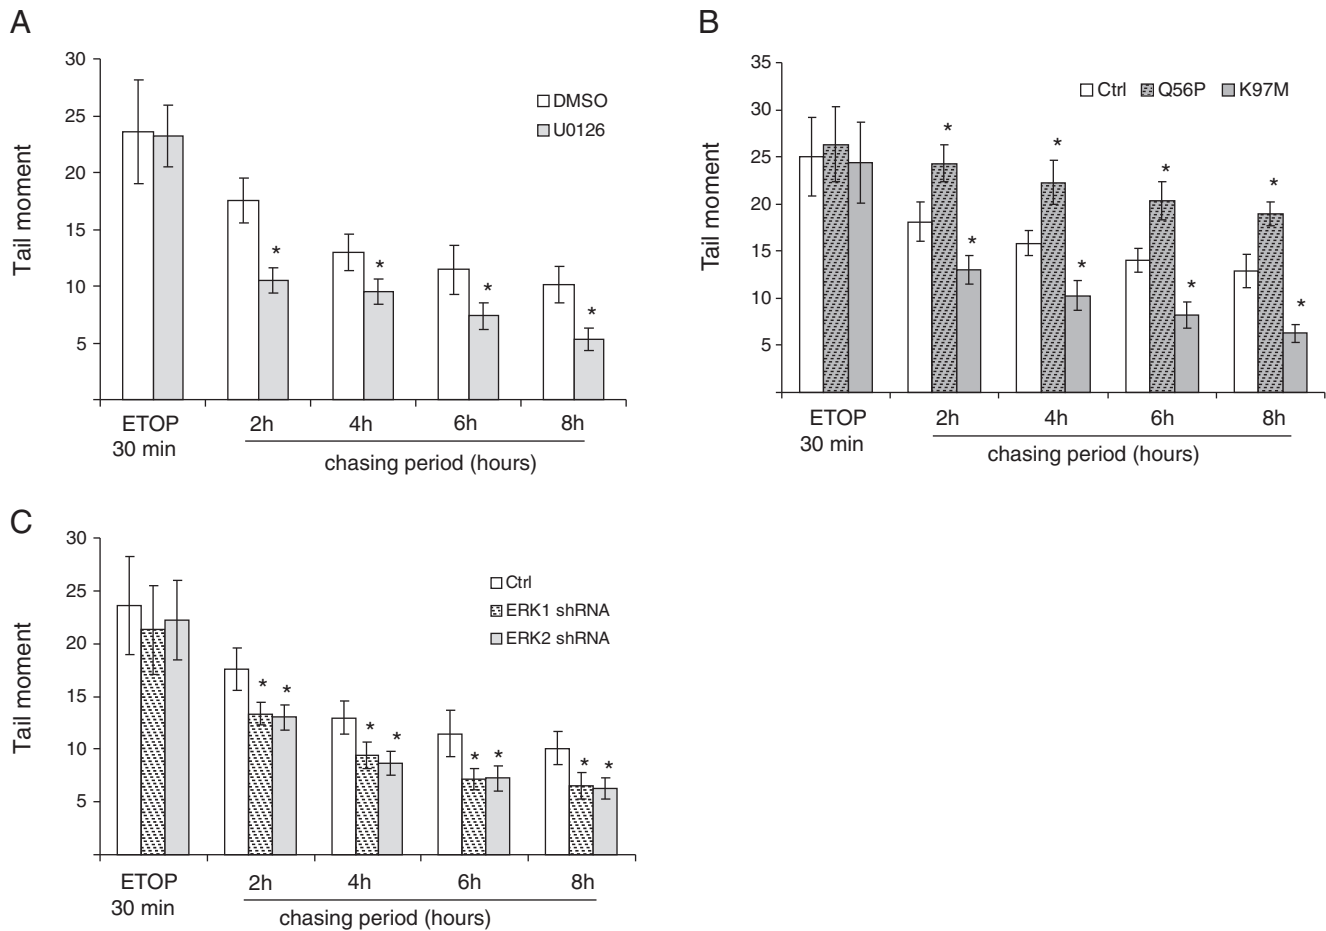 A
30
25
20
15
10
5
Tail moment
DMSO
U0126
*
*
*
*
ETOP
30 min
2h
4h
6h
8h
chasing period (hours)
B
35
30
25
20
15
10
5
Tail moment
Ctrl
Q56P
K97M
*
*
*
*
*
*
*
*
ETOP
30 min
2h
4h
6h
8h
chasing period (hours)
C
30
25
20
15
10
5
Tail moment
Ctrl
ERK1 shRNA
ERK2 shRNA
*
*
*
*
*
*
*
*
ETOP
30 min
2h
4h
6h
8h
chasing period (hours)